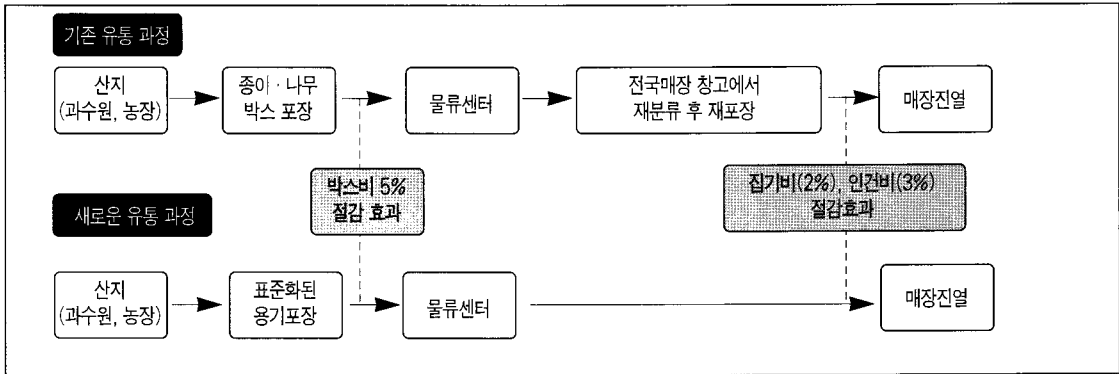 기존 유통 과정
산지
(과수원, 농장)
종이 · 나무
박스 포장
물류센터
전국매장 창고에서
재분류 후 재포장
매장진열
박스비 5%
절감 효과
집기비(2%), 인건비(3%)
절감효과
새로운 유통 과정
산지
(과수원, 농장)
표준화된
용기포장
물류센터
매장진열